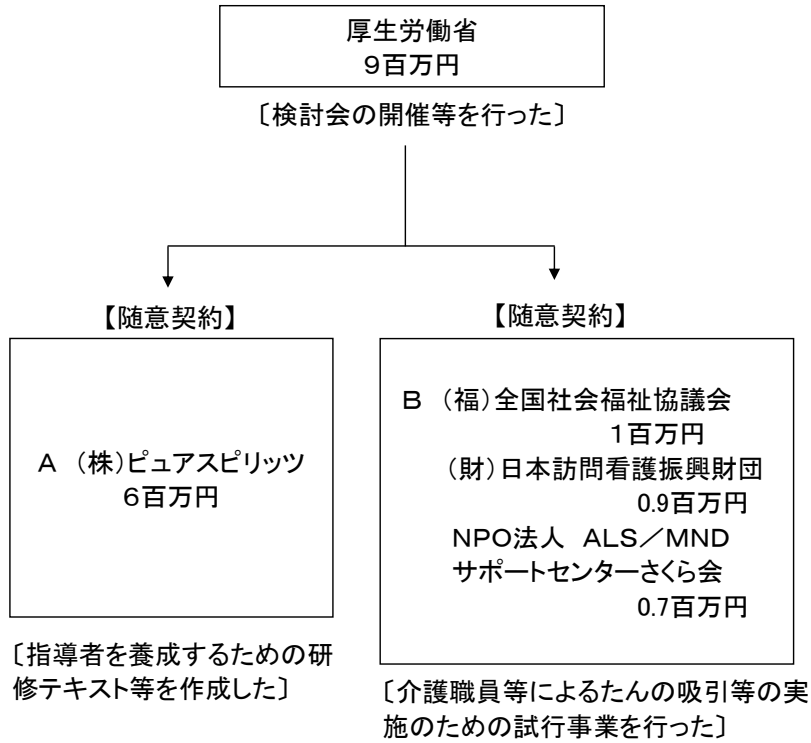 厚生労働省
９百万円
〔検討会の開催等を行った〕
【随意契約】
A （株）ピュアスピリッツ
６百万円
〔指導者を養成するための研
修テキスト等を作成した〕
【随意契約】
B （福）全国社会福祉協議会
１百万円
（財）日本訪問看護振興財団
0.9百万円
NPO法人 ALS／MND
サポートセンターさくら会
0.7百万円
〔介護職員等によるたんの吸引等の実
施のための試行事業を行った〕